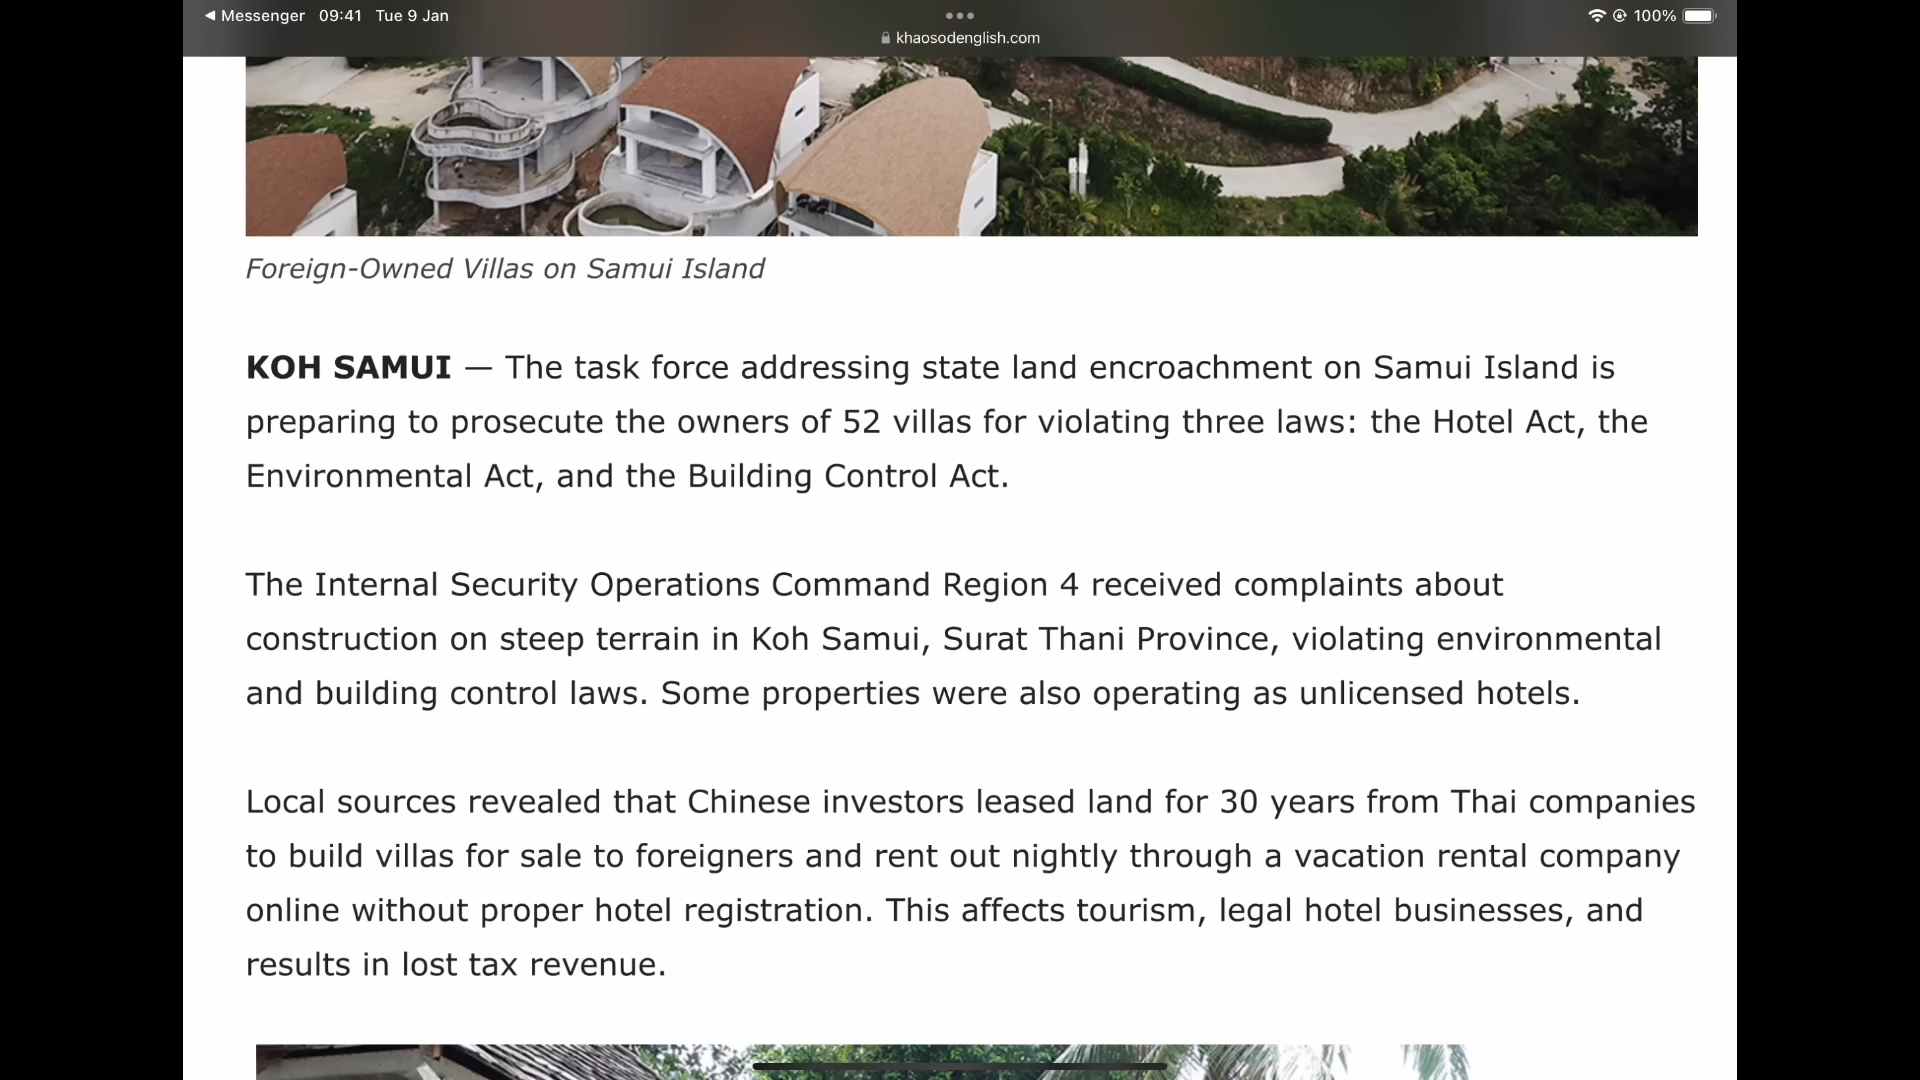 ◀ Messenger 09:41 Tue 9 Jan
100%
khaosodenglish.com
Foreign-Owned Villas on Samui Island
KOH SAMUI — The task force addressing state land encroachment on Samui Island is
preparing to prosecute the owners of 52 villas for violating three laws: the Hotel Act, the
Environmental Act, and the Building Control Act.
The Internal Security Operations Command Region 4 received complaints about
construction on steep terrain in Koh Samui, Surat Thani Province, violating environmental
and building control laws. Some properties were also operating as unlicensed hotels.
Local sources revealed that Chinese investors leased land for 30 years from Thai companies
to build villas for sale to foreigners and rent out nightly through a vacation rental company
online without proper hotel registration. This affects tourism, legal hotel businesses, and
results in lost tax revenue.